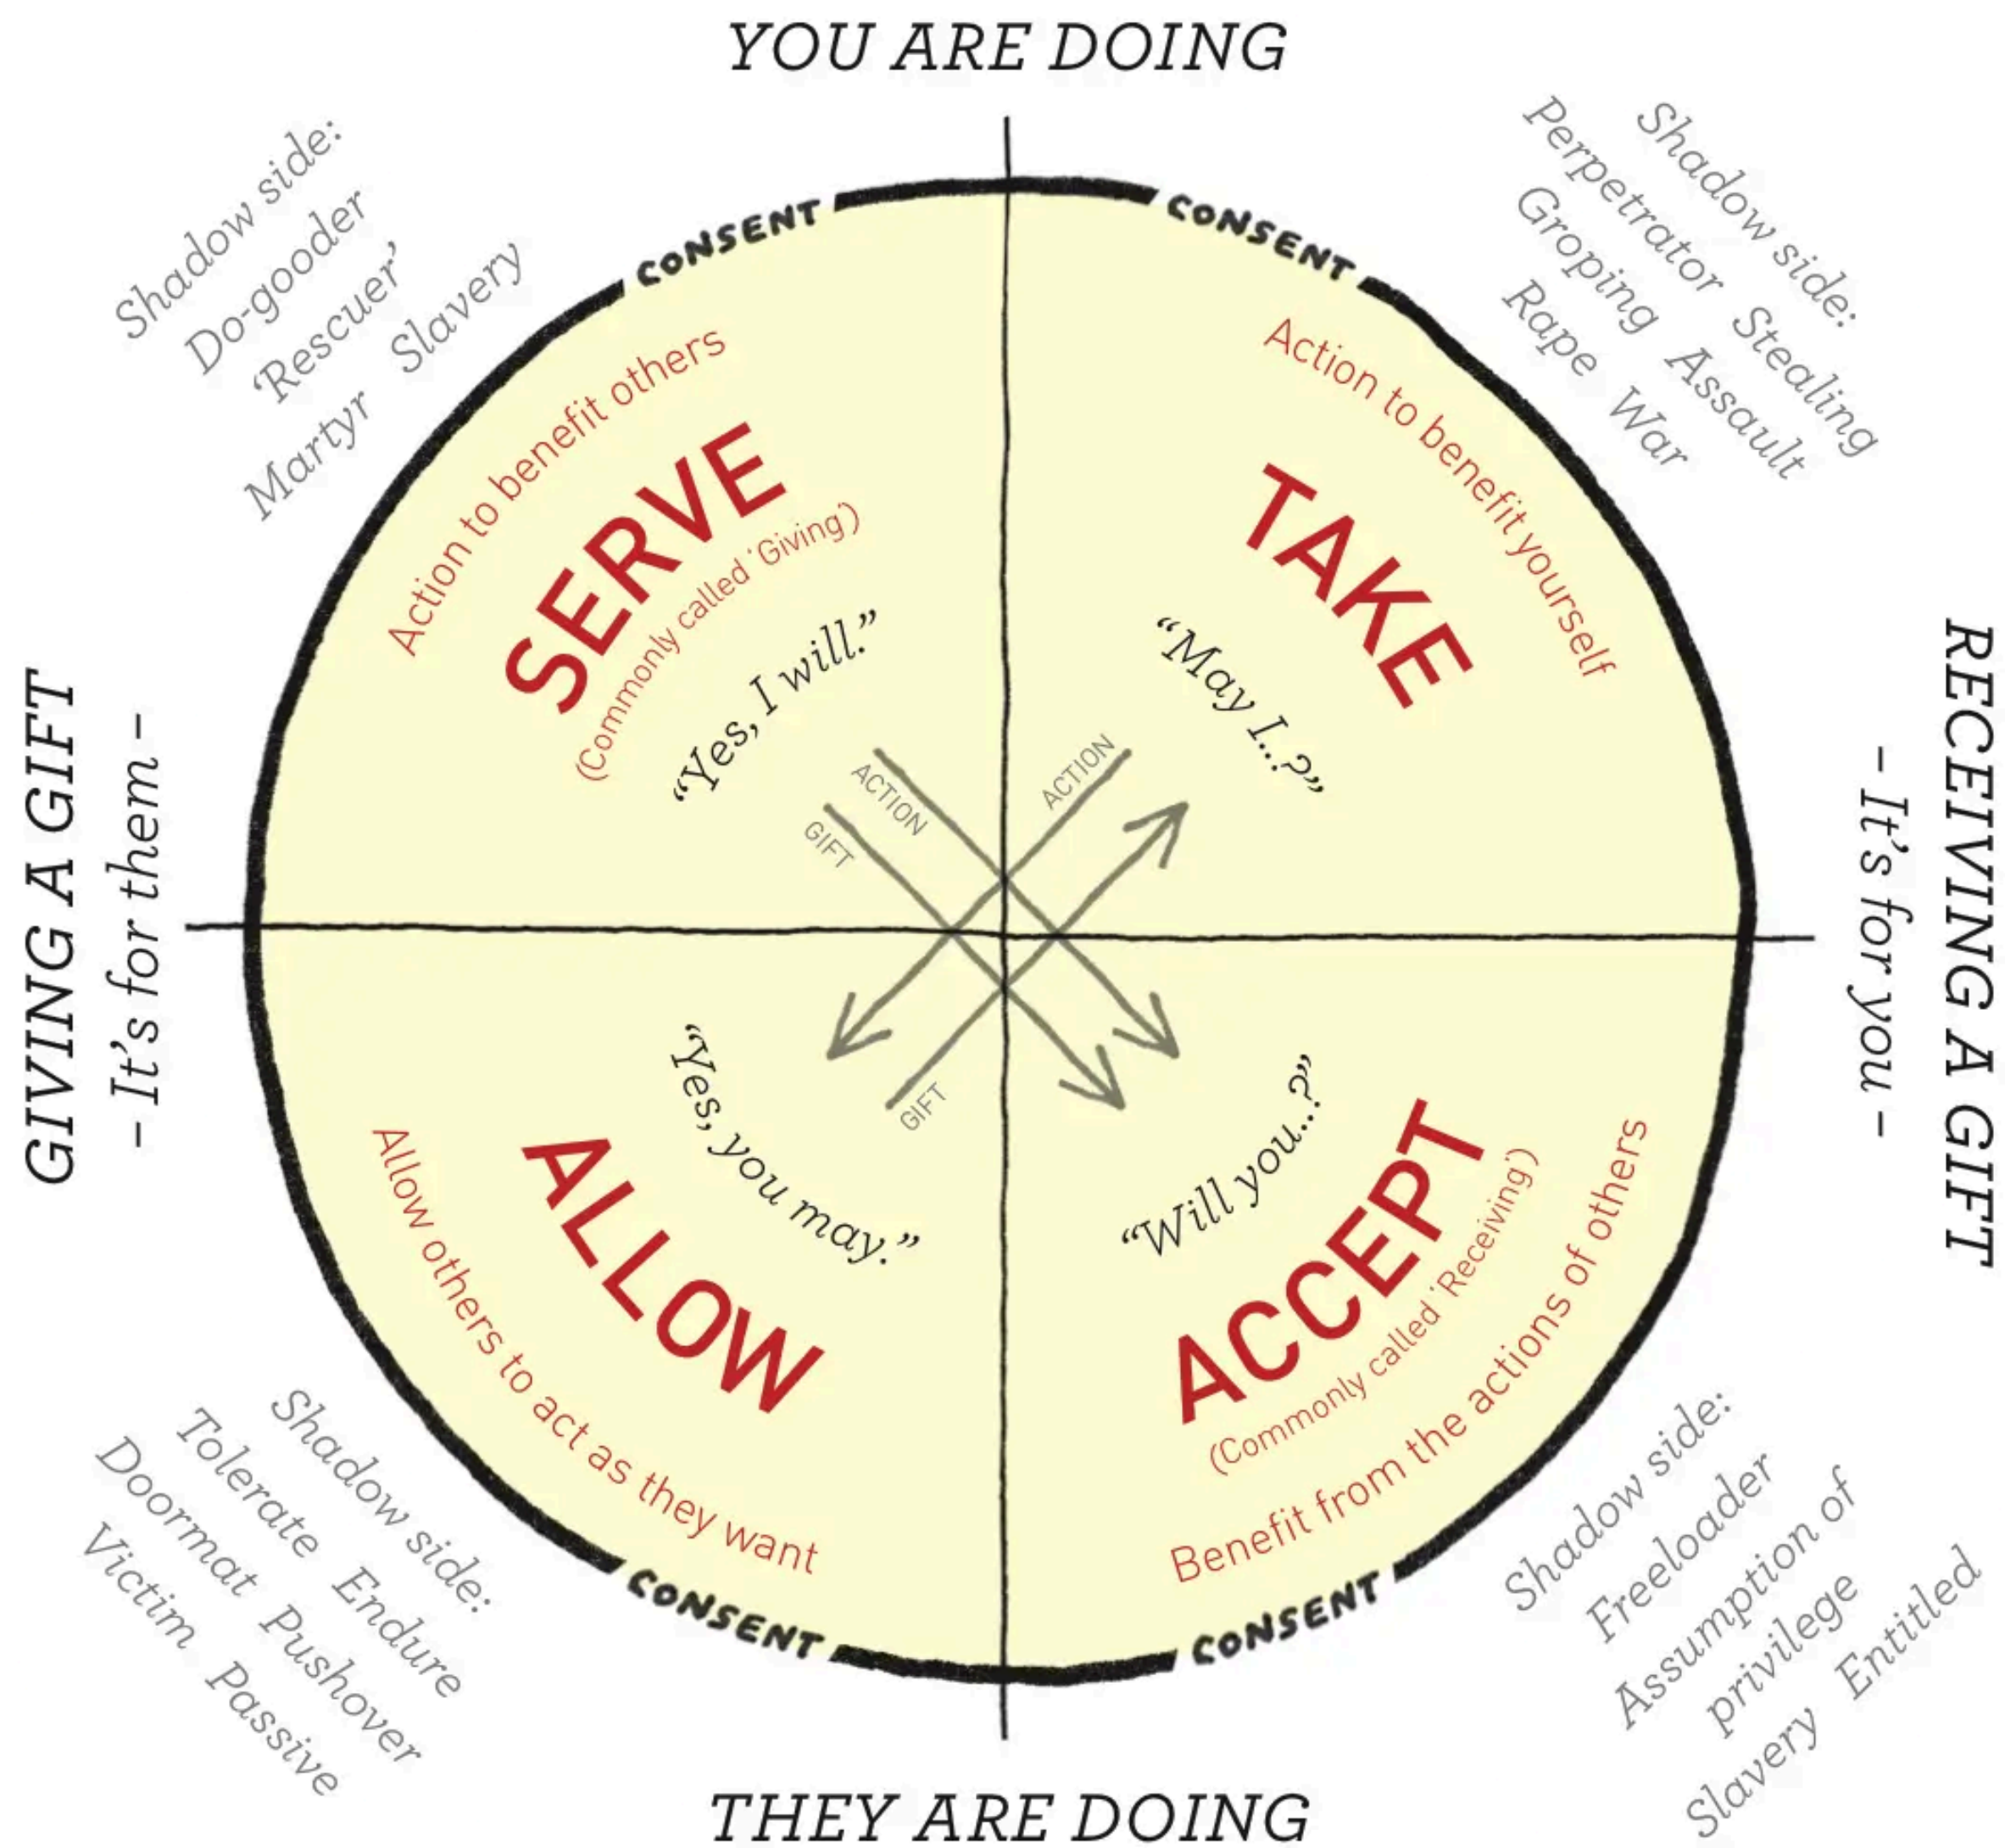 YOU ARE DOING
Shadow side:
Do-gooder
‘Rescuer’
Martyr Slavery
Shadow side:
Perpetrator Stealing
Groping Assault
Rape War
CONSENT
CONSENT
Action to benefit others
SERVE
(Commonly called ‘Giving’)
“Yes, I will.”
Action to benefit yourself
TAKE
“May I...?”
GIVING A GIFT
– It’s for them –
RECEIVING A GIFT
– It’s for you –
ACTION
GIFT
ACTION
GIFT
“Yes, you may.”
ALLOW
Allow others to act as they want
“Will you...?”
ACCEPT
(Commonly called ‘Receiving’)
Benefit from the actions of others
CONSENT
CONSENT
Shadow side:
Tolerate Endure
Doormat Pushover
Victim Passive
Shadow side:
Freeloader
Assumption of
privilege
Slavery Entitled
THEY ARE DOING